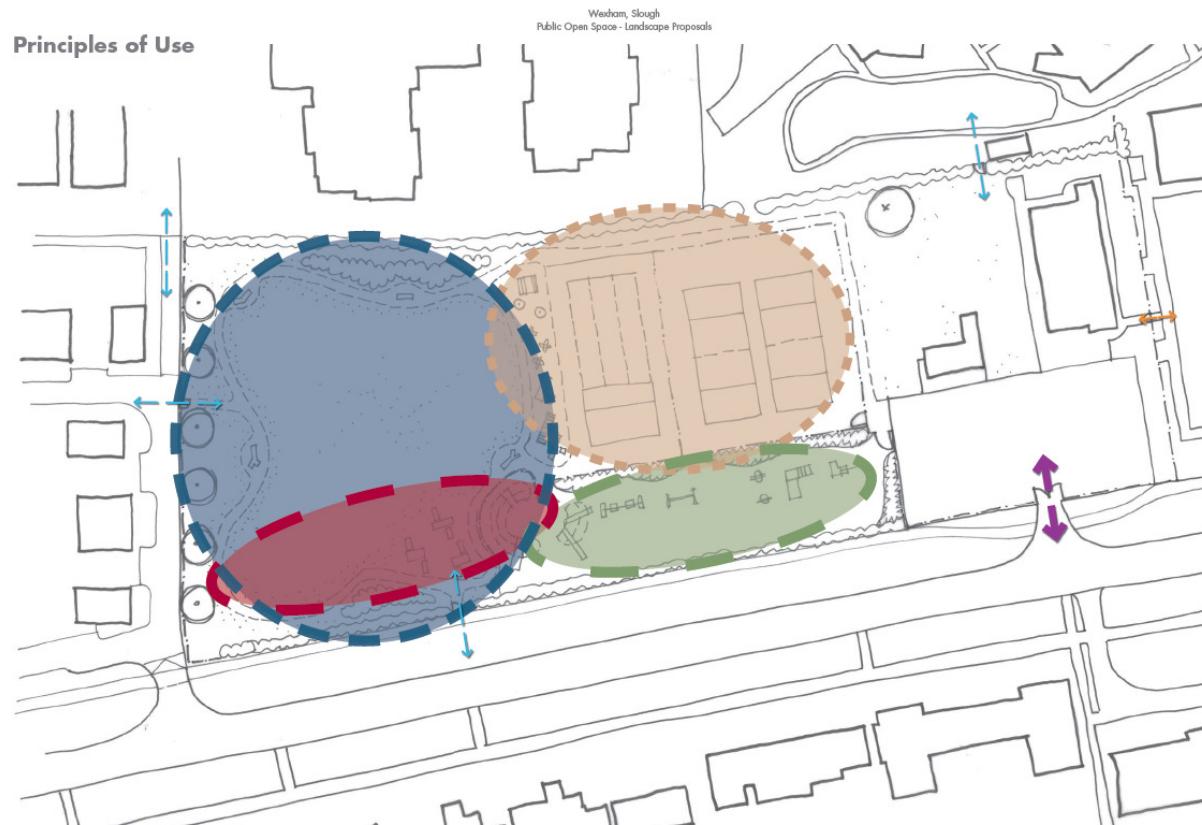 Wexham, Slough
Public Open Space - Landscape Proposals
Principles of Use